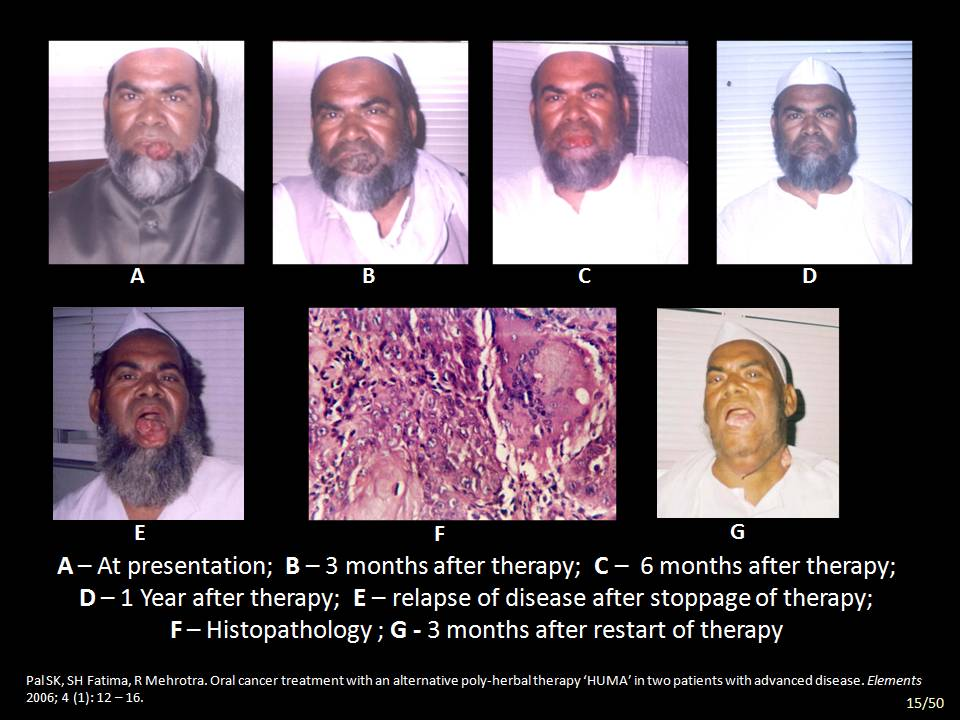 A B C D
E F G
A – At presentation; B – 3 months after therapy; C – 6 months after therapy;
D – 1 Year after therapy; E – relapse of disease after stoppage of therapy;
F – Histopathology ; G - 3 months after restart of therapy
Pal SK, SH Fatima, R Mehrotra. Oral cancer treatment with an alternative poly-herbal therapy ‘HUMA’ in two patients with advanced disease. Elements
2006; 4 (1): 12 – 16.
15/50